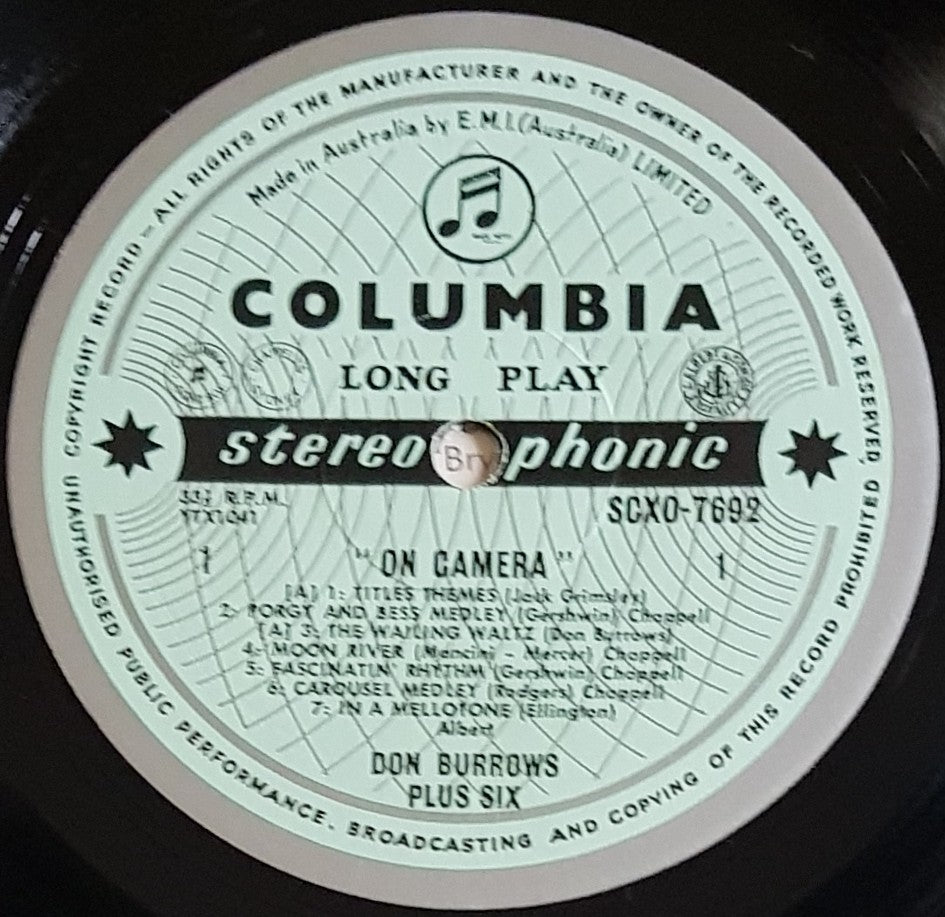 UNAUTHORISED COPYRIGHT RECORD – ALL RIGHTS OF THE MANUFACTURER AND THE OWNER OF THE RECORDED WORK RESERVED,
UNAUTHORISED PUBLIC PERFORMANCE, BROADCASTING AND COPYING OF THIS RECORD PROHIBITED
Made in Australia by E.M.I. (Australia) LIMITED
COLUMBIA
LONG PLAY
stereo phonic
Br
33⅓ R.P.M.
YTX1041
SCXO-7692
1 "ON CAMERA" 1
[A] 1: TITLES THEMES (Jack Grimsley)
2: PORGY AND BESS MEDLEY (Gershwin) Chappell
[A] 3: THE WAILING WALTZ (Don Burrows)
4: MOON RIVER (Mancini – Mercer) Chappell
5: FASCINATIN' RHYTHM (Gershwin) Chappell
6: CAROUSEL MEDLEY (Rodgers) Chappell
7: IN A MELLOTONE (Ellington)
Albert
DON BURROWS
PLUS SIX